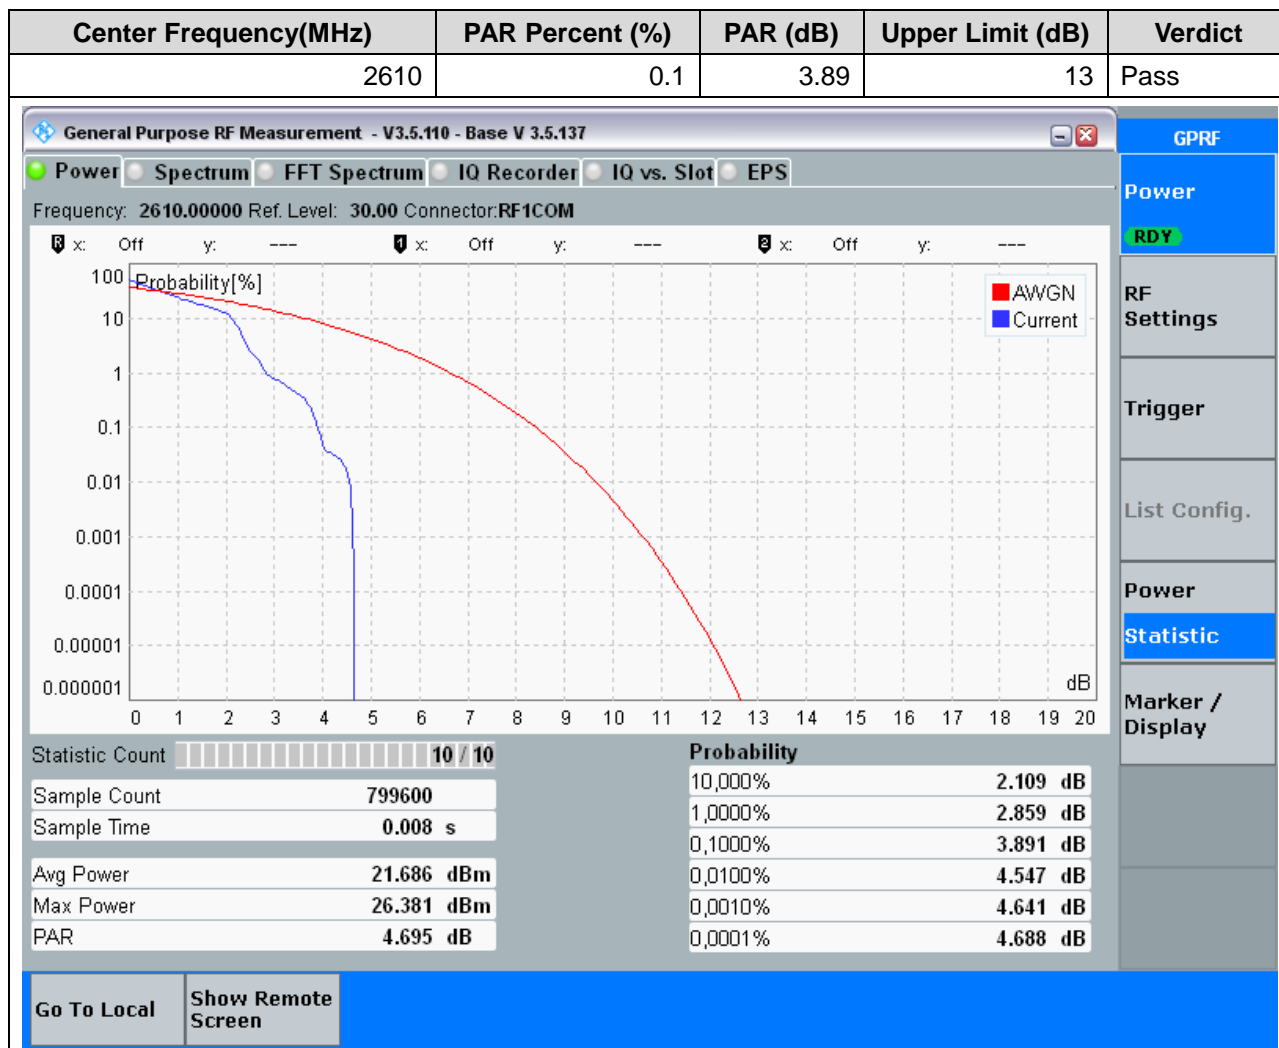 Center Frequency(MHz) PAR Percent (%) PAR (dB) Upper Limit (dB) Verdict
2610 0.1 3.89 13 Pass
General Purpose RF Measurement - V3.5.110 - Base V 3.5.137
GPRF
Power Spectrum FFT Spectrum IQ Recorder IQ vs. Slot EPS
Frequency: 2610.00000 Ref. Level: 30.00 Connector:RF1COM
R x: Off y: --- 1 x: Off y: --- 2 x: Off y: ---
Probability[%]
AWGN
Current
100
10
1
0.1
0.01
0.001
0.0001
0.00001
0.000001
dB
0 1 2 3 4 5 6 7 8 9 10 11 12 13 14 15 16 17 18 19 20
Statistic Count 10 / 10
Sample Count 799600
Sample Time 0.008 s
Avg Power 21.686 dBm
Max Power 26.381 dBm
PAR 4.695 dB
Probability
10,000% 2.109 dB
1,0000% 2.859 dB
0,1000% 3.891 dB
0,0100% 4.547 dB
0,0010% 4.641 dB
0,0001% 4.688 dB
Power
RDY
RF
Settings
Trigger
List Config.
Power
Statistic
Marker /
Display
Go To Local
Show Remote
Screen